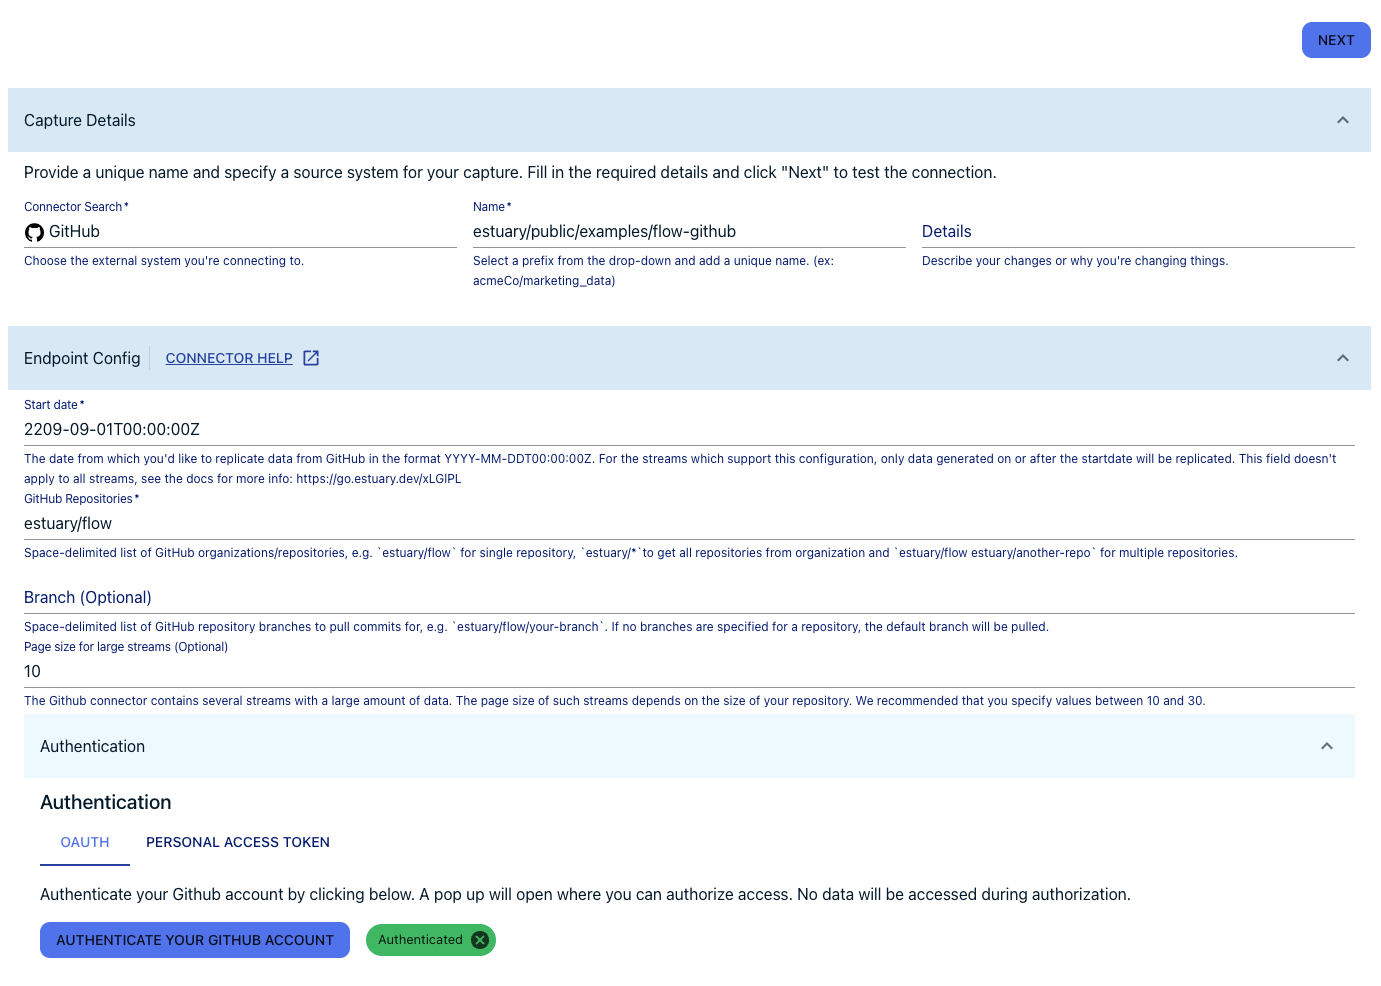 NEXT
Capture Details
Provide a unique name and specify a source system for your capture. Fill in the required details and click "Next" to test the connection.
Connector Search*
GitHub
Choose the external system you're connecting to.
Name*
estuary/public/examples/flow-github
Select a prefix from the drop-down and add a unique name. (ex:
acmeCo/marketing_data)
Details
Describe your changes or why you're changing things.
Endpoint Config
CONNECTOR HELP
Start date*
2209-09-01T00:00:00Z
The date from which you'd like to replicate data from GitHub in the format YYYY-MM-DDT00:00:00Z. For the streams which support this configuration, only data generated on or after the startdate will be replicated. This field doesn't
apply to all streams, see the docs for more info: https://go.estuary.dev/xLGIPL
GitHub Repositories*
estuary/flow
Space-delimited list of GitHub organizations/repositories, e.g. `estuary/flow` for single repository, `estuary/*`to get all repositories from organization and `estuary/flow estuary/another-repo` for multiple repositories.
Branch (Optional)
Space-delimited list of GitHub repository branches to pull commits for, e.g. `estuary/flow/your-branch`. If no branches are specified for a repository, the default branch will be pulled.
Page size for large streams (Optional)
10
The Github connector contains several streams with a large amount of data. The page size of such streams depends on the size of your repository. We recommended that you specify values between 10 and 30.
Authentication
Authentication
OAUTH
PERSONAL ACCESS TOKEN
Authenticate your Github account by clicking below. A pop up will open where you can authorize access. No data will be accessed during authorization.
AUTHENTICATE YOUR GITHUB ACCOUNT
Authenticated